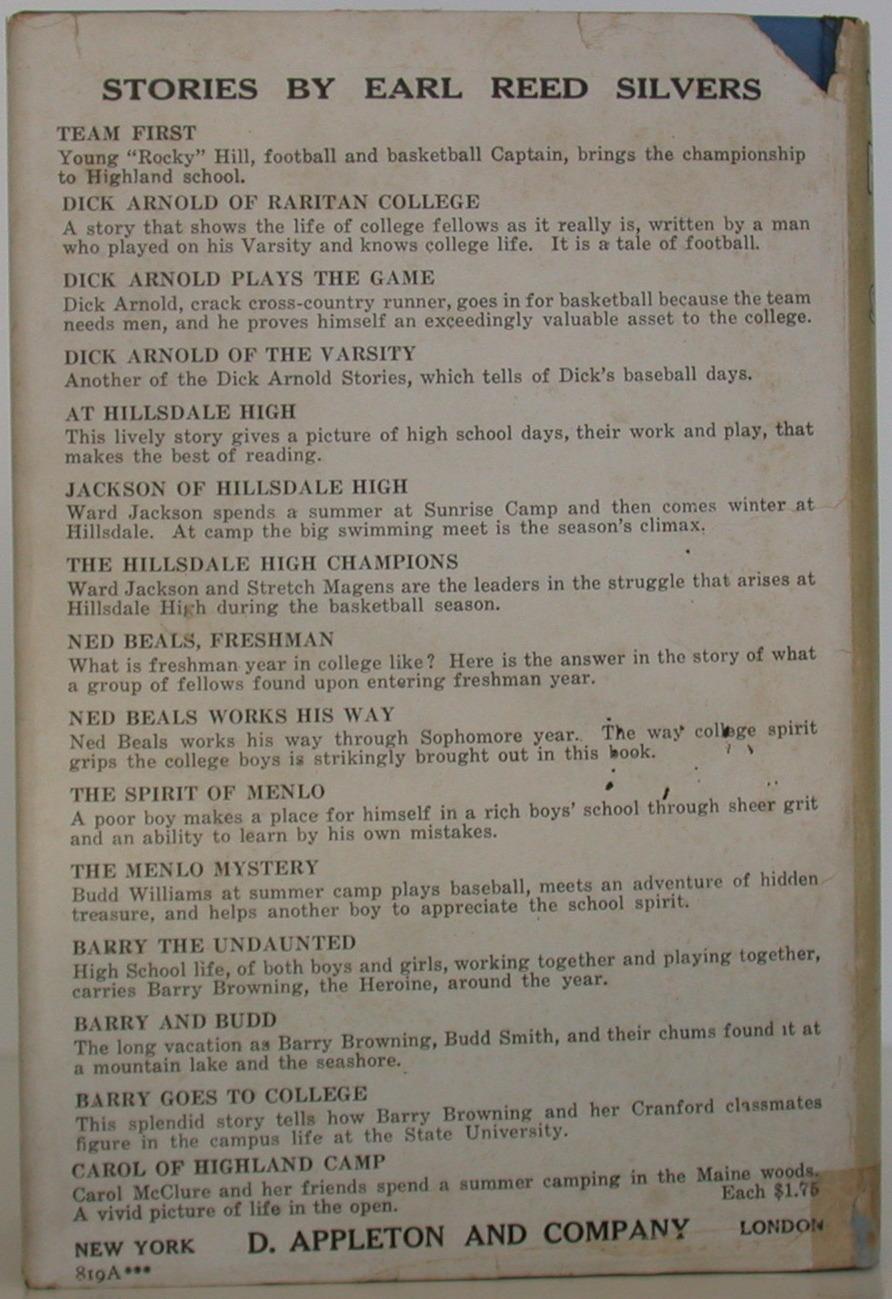 STORIES BY EARL REED SILVERS
TEAM FIRST
Young "Rocky" Hill, football and basketball Captain, brings the championship
to Highland school.
DICK ARNOLD OF RARITAN COLLEGE
A story that shows the life of college fellows as it really is, written by a man
who played on his Varsity and knows college life. It is a tale of football.
DICK ARNOLD PLAYS THE GAME
Dick Arnold, crack cross-country runner, goes in for basketball because the team
needs men, and he proves himself an exceedingly valuable asset to the college.
DICK ARNOLD OF THE VARSITY
Another of the Dick Arnold Stories, which tells of Dick's baseball days.
AT HILLSDALE HIGH
This lively story gives a picture of high school days, their work and play, that
makes the best of reading.
JACKSON OF HILLSDALE HIGH
Ward Jackson spends a summer at Sunrise Camp and then comes winter at
Hillsdale. At camp the big swimming meet is the season's climax.
THE HILLSDALE HIGH CHAMPIONS
Ward Jackson and Stretch Magens are the leaders in the struggle that arises at
Hillsdale High during the basketball season.
NED BEALS, FRESHMAN
What is freshman year in college like? Here is the answer in the story of what
a group of fellows found upon entering freshman year.
NED BEALS WORKS HIS WAY
Ned Beals works his way through Sophomore year. The way college spirit
grips the college boys is strikingly brought out in this book.
THE SPIRIT OF MENLO
A poor boy makes a place for himself in a rich boys' school through sheer grit
and an ability to learn by his own mistakes.
THE MENLO MYSTERY
Budd Williams at summer camp plays baseball, meets an adventure of hidden
treasure, and helps another boy to appreciate the school spirit.
BARRY THE UNDAUNTED
High School life, of both boys and girls, working together and playing together,
carries Barry Browning, the Heroine, around the year.
BARRY AND BUDD
The long vacation as Barry Browning, Budd Smith, and their chums found it at
a mountain lake and the seashore.
BARRY GOES TO COLLEGE
This splendid story tells how Barry Browning and her Cranford classmates
figure in the campus life at the State University.
CAROL OF HIGHLAND CAMP
Carol McClure and her friends spend a summer camping in the Maine woods.
A vivid picture of life in the open. Each $1.75
NEW YORK D. APPLETON AND COMPANY LONDON
819A***